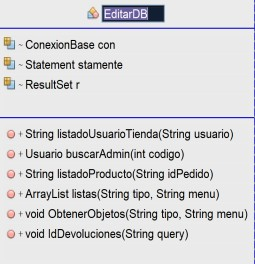 EditarDB
~ ConexionBase con
~ Statement stamente
~ ResultSet r
+ String listadoUsuarioTienda(String usuario)
+ Usuario buscarAdmin(int codigo)
+ String listadoProducto(String idPedido)
+ ArrayList listas(String tipo, String menu)
+ void ObtenerObjetos(String tipo, String menu)
+ void IdDevoluciones(String query)